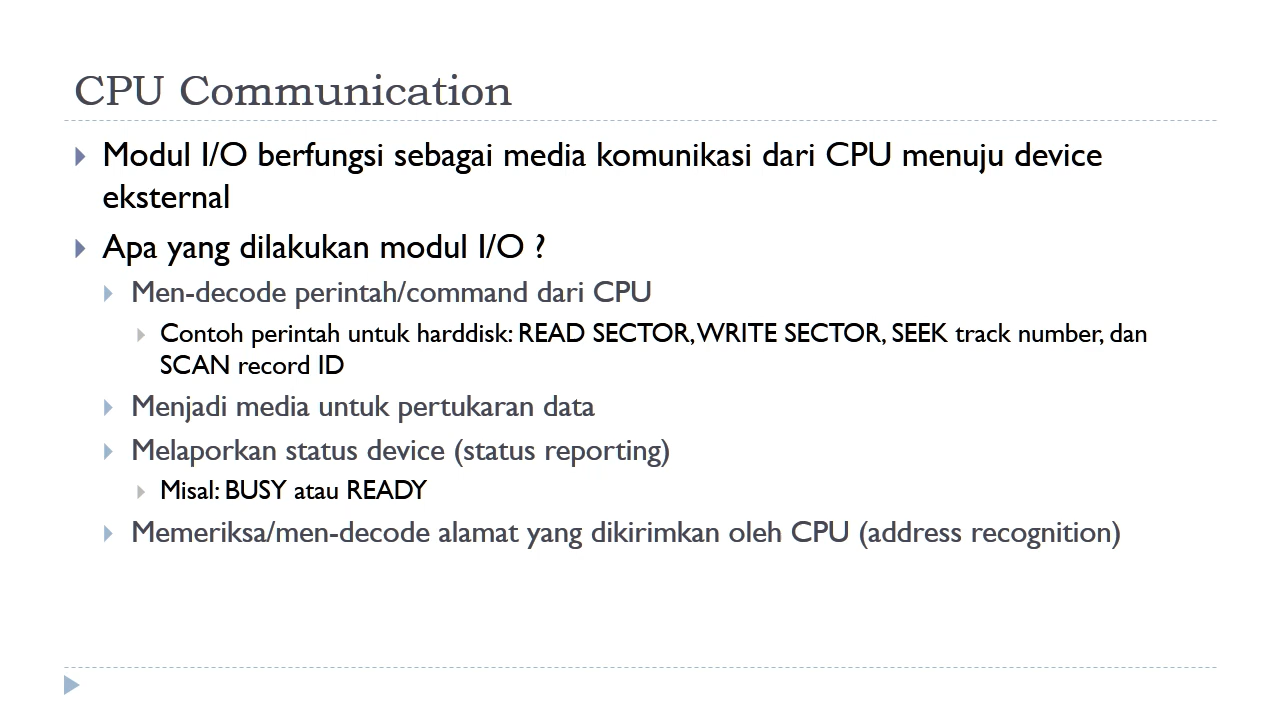 CPU Communication
Modul I/O berfungsi sebagai media komunikasi dari CPU menuju device
eksternal
Apa yang dilakukan modul I/O ?
Men-decode perintah/command dari CPU
Contoh perintah untuk harddisk: READ SECTOR, WRITE SECTOR, SEEK track number, dan
SCAN record ID
Menjadi media untuk pertukaran data
Melaporkan status device (status reporting)
Misal: BUSY atau READY
Memeriksa/men-decode alamat yang dikirimkan oleh CPU (address recognition)